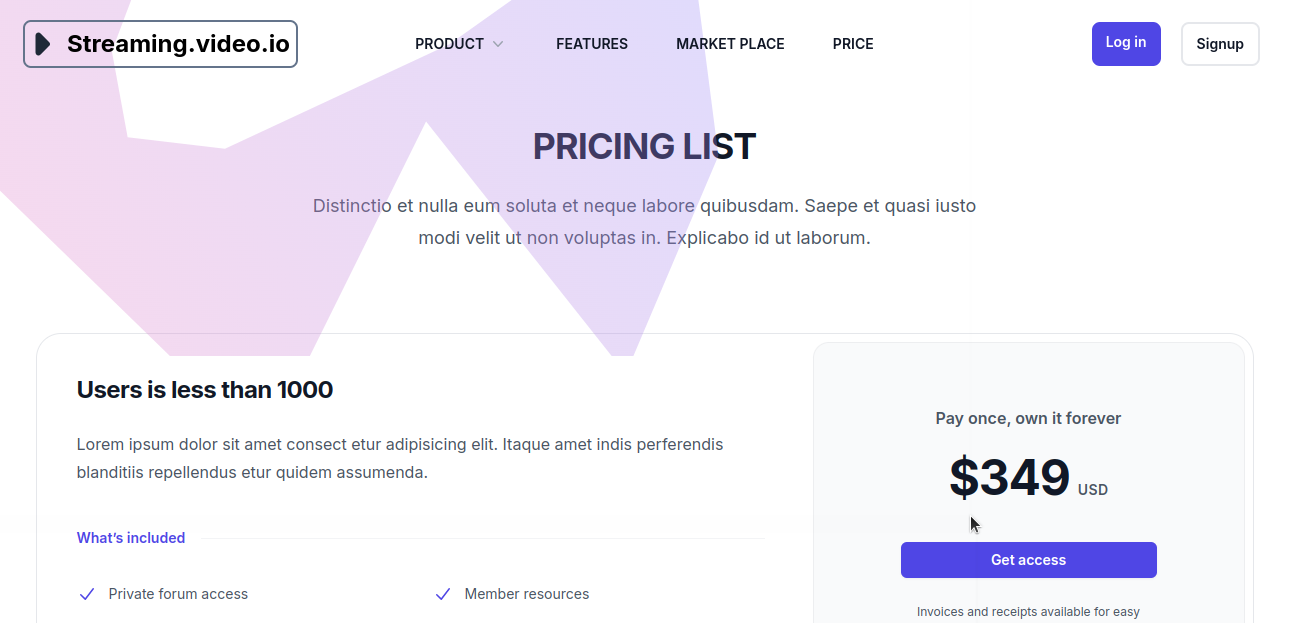 Streaming.video.io
PRODUCT
FEATURES
MARKET PLACE
PRICE
Log in
Signup
PRICING LIST
Distinctio et nulla eum soluta et neque labore quibusdam. Saepe et quasi iusto
modi velit ut non voluptas in. Explicabo id ut laborum.
Users is less than 1000
Lorem ipsum dolor sit amet consect etur adipisicing elit. Itaque amet indis perferendis
blanditiis repellendus etur quidem assumenda.
What’s included
Private forum access
Member resources
Pay once, own it forever
$349 USD
Get access
Invoices and receipts available for easy